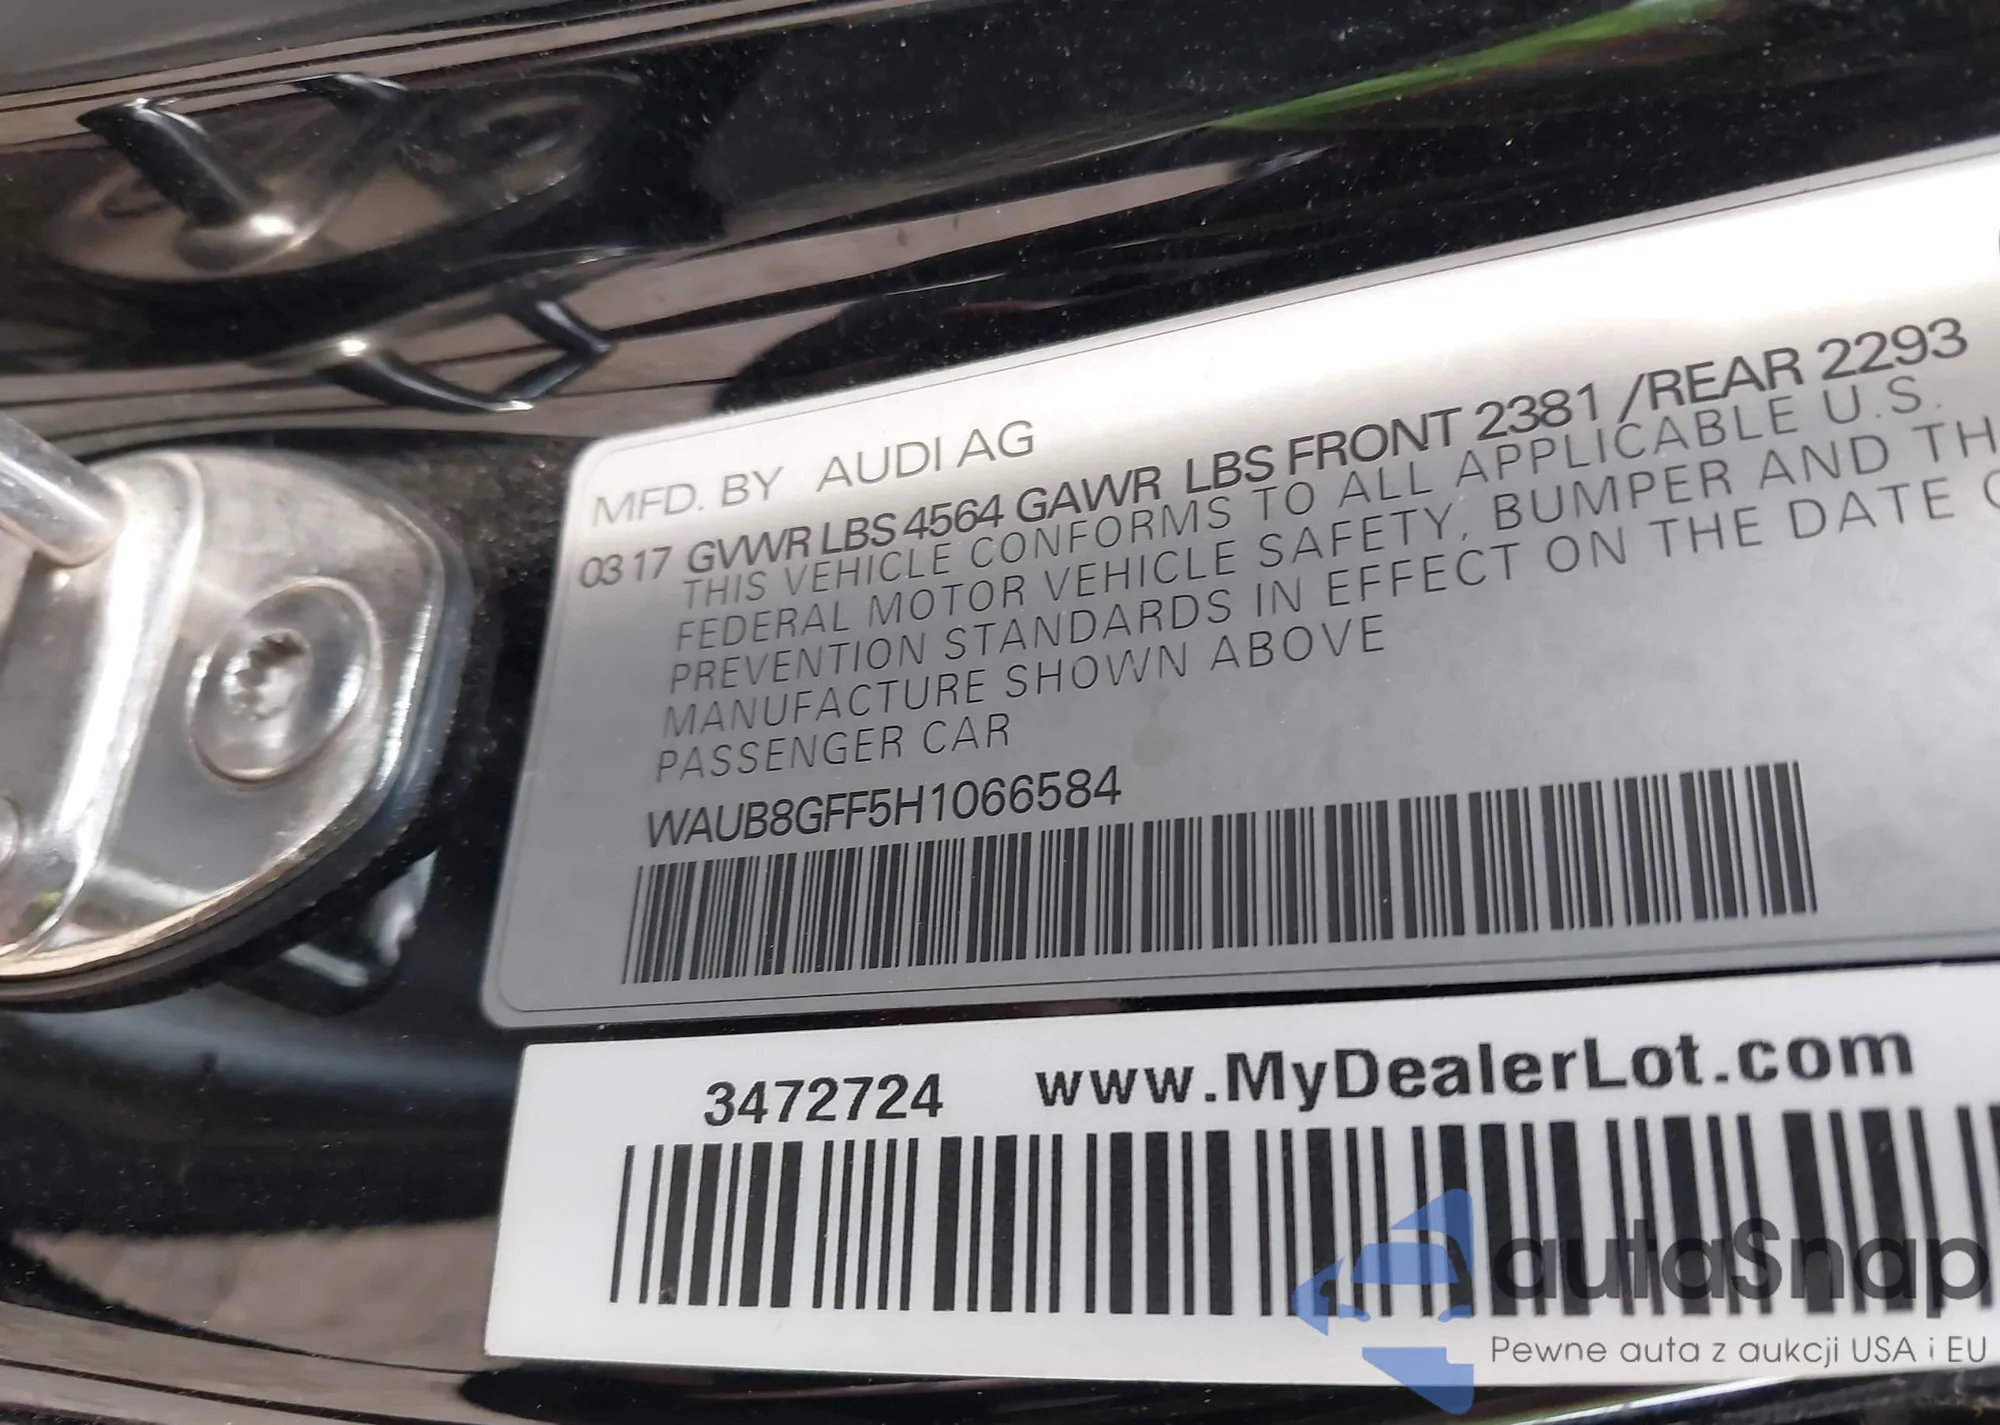 MFD. BY AUDI AG
03 17 GVWR LBS 4564 GAWR LBS FRONT 2381 /REAR 2293
THIS VEHICLE CONFORMS TO ALL APPLICABLE U.S.
FEDERAL MOTOR VEHICLE SAFETY, BUMPER AND TH
PREVENTION STANDARDS IN EFFECT ON THE DATE O
MANUFACTURE SHOWN ABOVE
PASSENGER CAR
WAUB8GFF5H1066584
3472724 www.MyDealerLot.com
autaSnap
Pewne auta z aukcji USA i EU